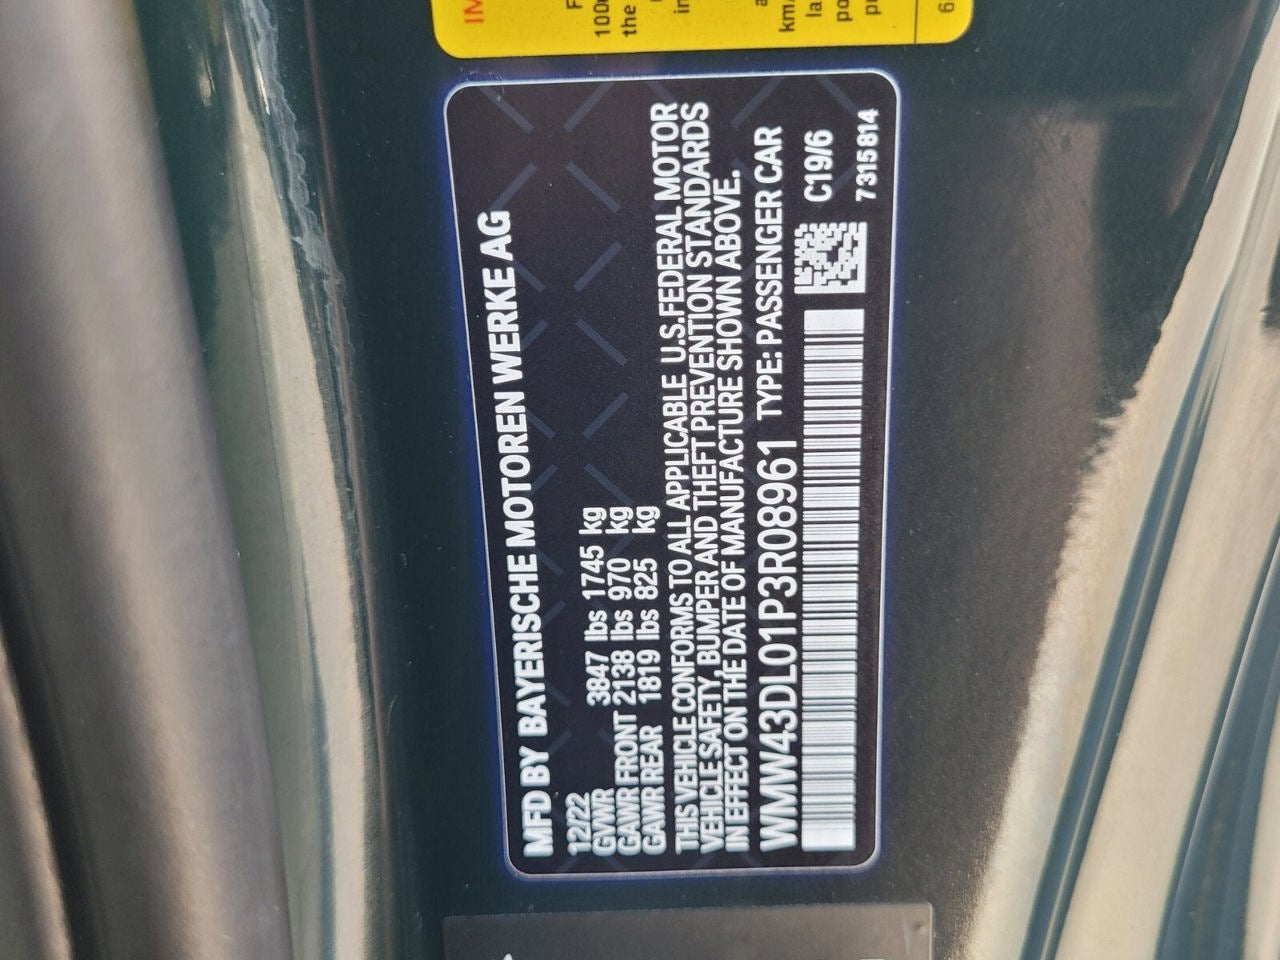 MFD BY BAYERISCHE MOTOREN WERKE AG
12/22
GVWR 3847 lbs 1745 kg
GAWR FRONT 2138 lbs 970 kg
GAWR REAR 1819 lbs 825 kg
THIS VEHICLE CONFORMS TO ALL APPLICABLE U.S.FEDERAL MOTOR
VEHICLE SAFETY, BUMPER AND THEFT PREVENTION STANDARDS
IN EFFECT ON THE DATE OF MANUFACTURE SHOWN ABOVE.
WMW43DL01P3R08961 TYPE: PASSENGER CAR
C19/6
7315814
the